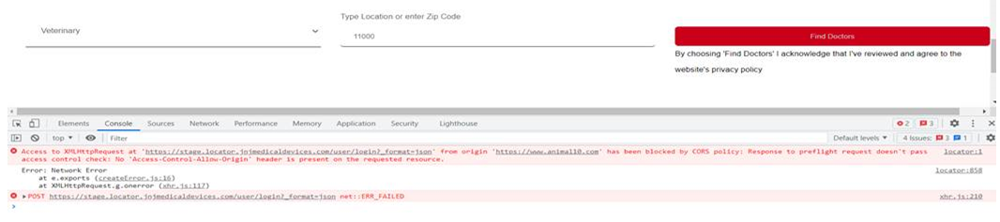 Type Location or enter Zip Code
Veterinary
11000
Find Doctors
By choosing 'Find Doctors' I acknowledge that I've reviewed and agree to the
website's privacy policy
Elements Console Sources Network Performance Memory Application Security Lighthouse 2 3
top Filter Default levels 4 Issues: 3 1
Access to XMLHttpRequest at 'https://stage.locator.jnjmedicaldevices.com/user/login?_format=json' from origin 'https://www.animall0.com' has been blocked by CORS policy: Response to preflight request doesn't pass locator:1
access control check: No 'Access-Control-Allow-Origin' header is present on the requested resource.
Error: Network Error locator:858
at e.exports (createError.js:16)
at XMLHttpRequest.g.onerror (xhr.js:117)
POST https://stage.locator.jnjmedicaldevices.com/user/login?_format=json net::ERR_FAILED xhr.js:210